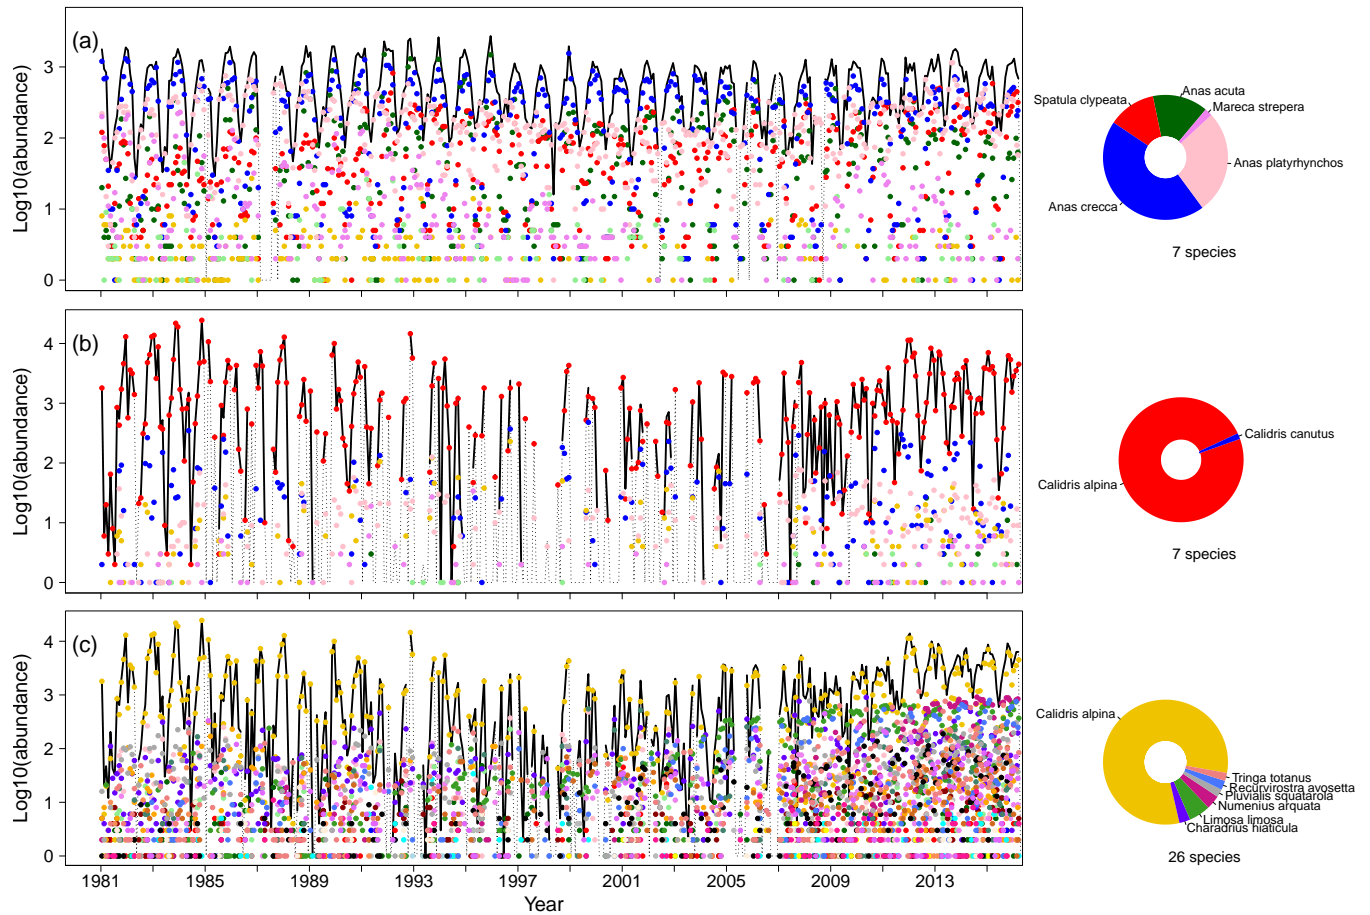 (a)
Log10(abundance)
3
2
1
0
Anas acuta
Spatula clypeata
Mareca strepera
Anas platyrhynchos
Anas crecca
7 species
(b)
Log10(abundance)
4
3
2
1
0
Calidris canutus
Calidris alpina
7 species
(c)
Log10(abundance)
4
3
2
1
0
Calidris alpina
Tringa totanus
Recurvirostra avosetta
Pluvialis squatarola
Numenius arquata
Limosa limosa
Charadrius hiaticula
26 species
1981 1985 1989 1993 1997 2001 2005 2009 2013
Year